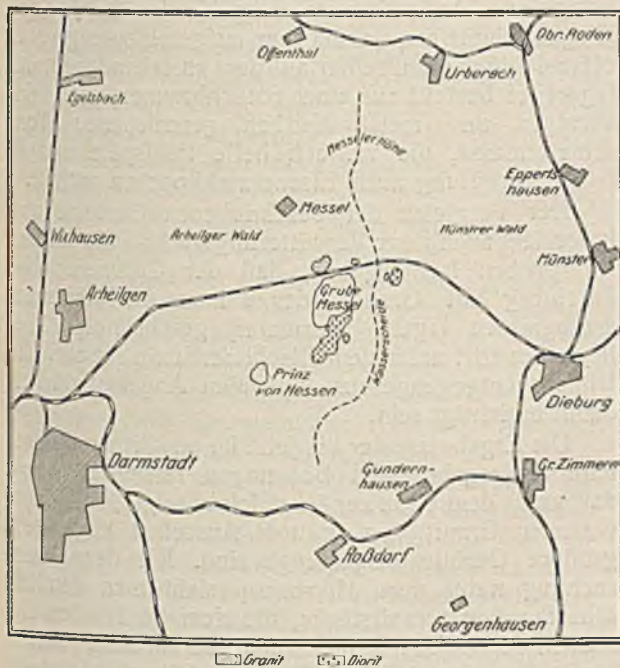 Offenthal
Obr. Roden
Urberach
Egelsbach
Messeler Höhe
Epperts-
hausen
Messel
Wixhausen
Arheilger Wald
Münstrer Wald
Münster
Arheilgen
Grube
Messel
Wasserscheide
Prinz
von Hessen
Dieburg
Darmstadt
Gundern-
hausen
Gr. Zimmern
Roßdorf
Georgenhausen
Granit
Diorit